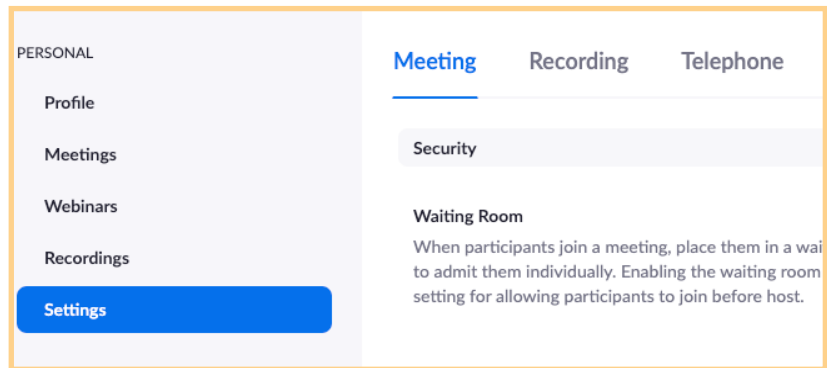 PERSONAL
Profile
Meetings
Webinars
Recordings
Settings
Meeting Recording Telephone
Security
Waiting Room
When participants join a meeting, place them in a wai
to admit them individually. Enabling the waiting room
setting for allowing participants to join before host.